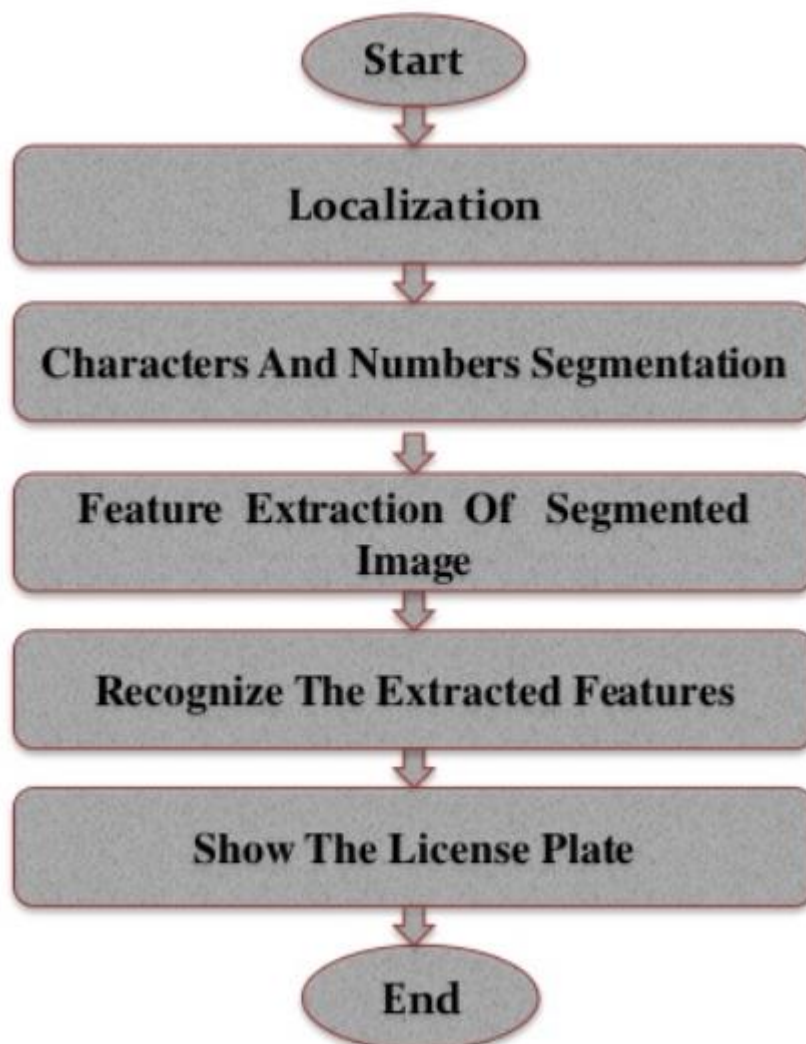 Start
Localization
Characters And Numbers Segmentation
Feature Extraction Of Segmented
Image
Recognize The Extracted Features
Show The License Plate
End